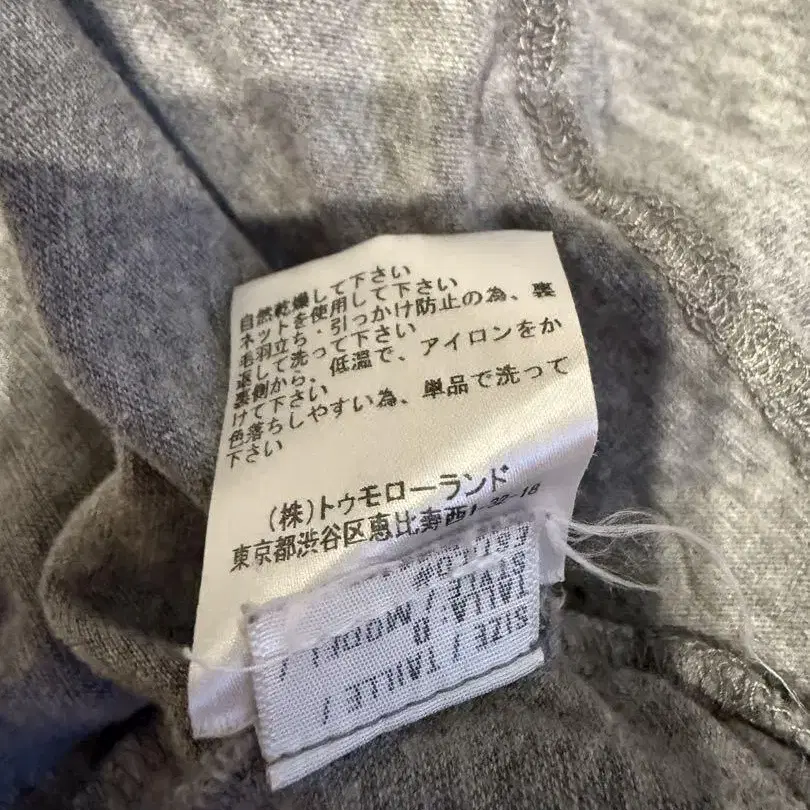 自然乾燥して下さい
ネットを使用して下さい
毛羽立ち・引っかけ防止の為、裏
返して洗って下さい
裏側から、低温で、アイロンをか
けて下さい
色落ちしやすい為、単品で洗って
下さい
(株)トゥモローランド
東京都渋谷区恵比寿西1-32-18
SIZE / TAILLE /
TALLA: 0
STYLE / MODEL /